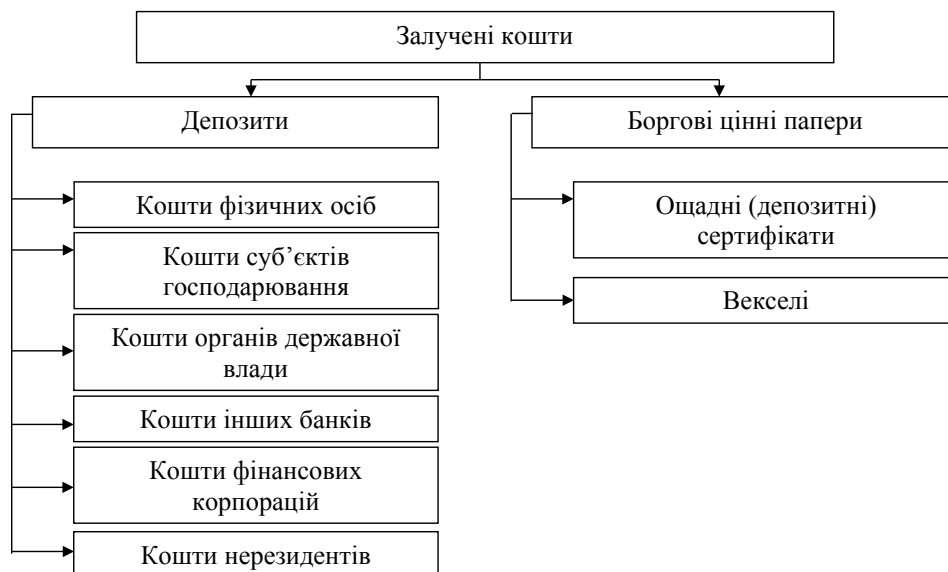 Залучені кошти
Депозити
Кошти фізичних осіб
Кошти суб’єктів
господарювання
Кошти органів державної
влади
Кошти інших банків
Кошти фінансових
корпорацій
Кошти нерезидентів
Боргові цінні папери
Ощадні (депозитні)
сертифікати
Векселі